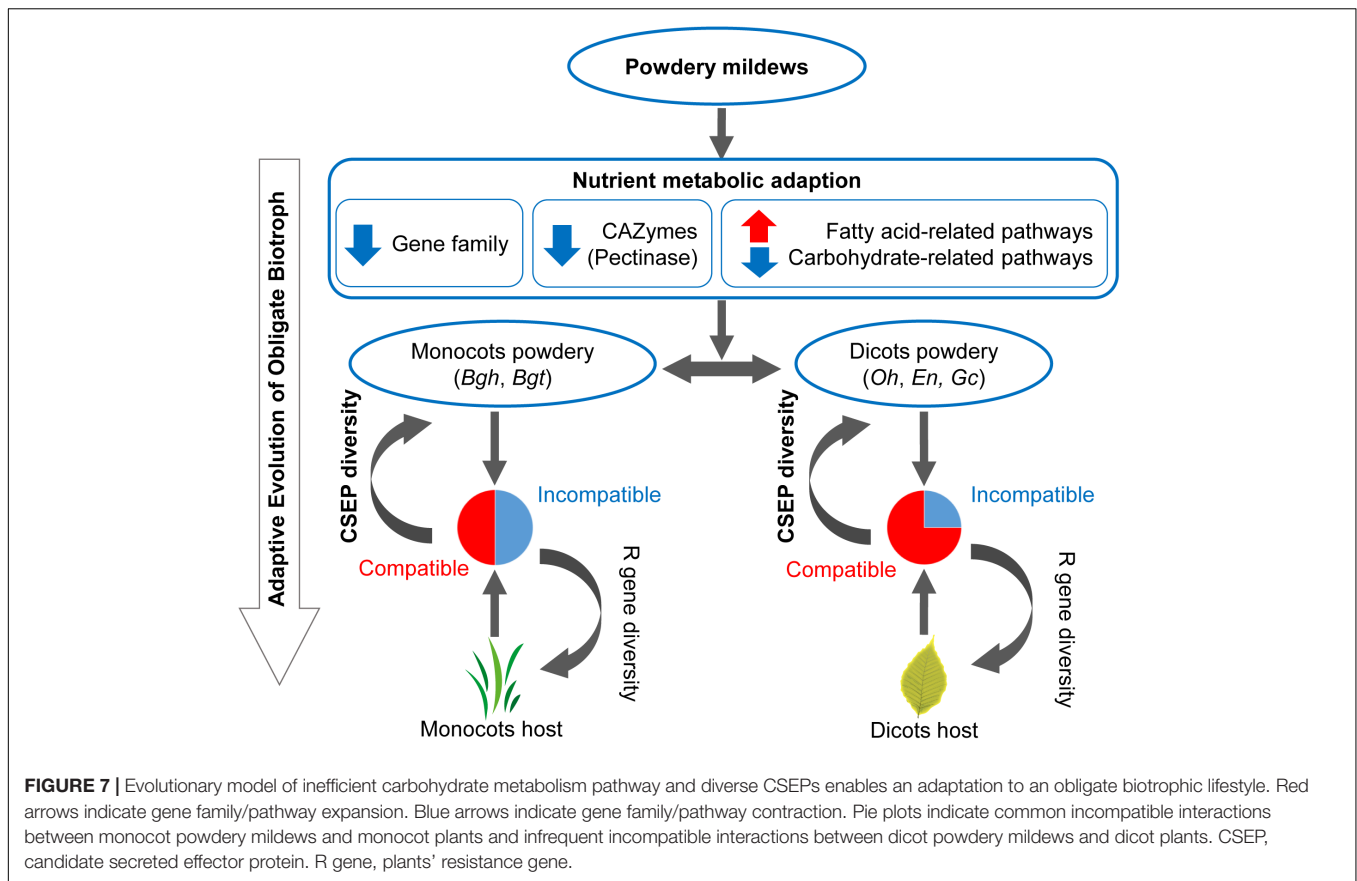 Powdery mildews
Adaptive Evolution of Obligate Biotroph
Nutrient metabolic adaption
Gene family
CAZymes
(Pectinase)
Fatty acid-related pathways
Carbohydrate-related pathways
Monocots powdery
(Bgh, Bgt)
Dicots powdery
(Oh, En, Gc)
CSEP diversity
Incompatible
Compatible
R gene diversity
Monocots host
CSEP diversity
Incompatible
Compatible
R gene diversity
Dicots host
FIGURE 7 | Evolutionary model of inefficient carbohydrate metabolism pathway and diverse CSEPs enables an adaptation to an obligate biotrophic lifestyle. Red
arrows indicate gene family/pathway expansion. Blue arrows indicate gene family/pathway contraction. Pie plots indicate common incompatible interactions
between monocot powdery mildews and monocot plants and infrequent incompatible interactions between dicot powdery mildews and dicot plants. CSEP,
candidate secreted effector protein. R gene, plants' resistance gene.